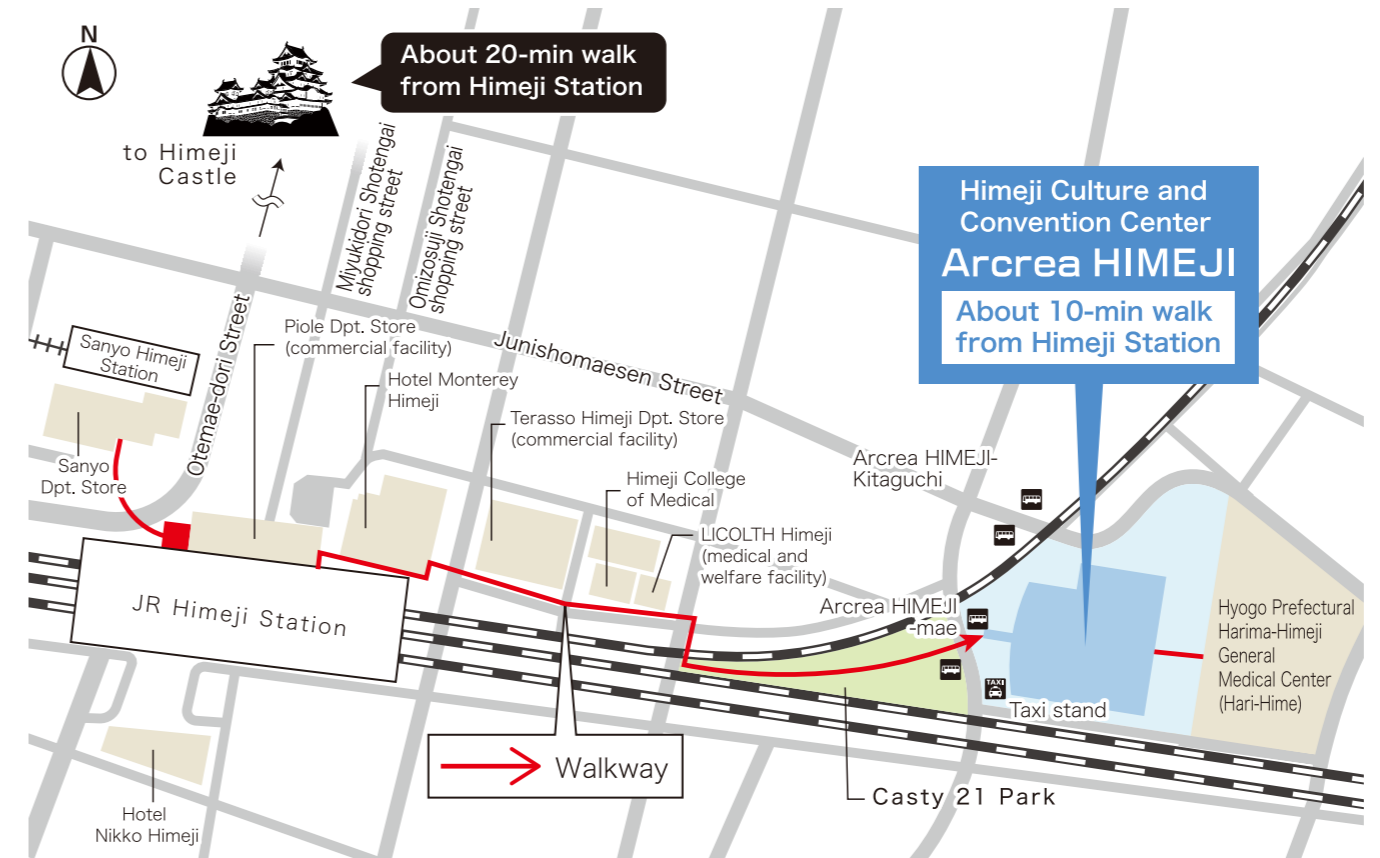 N
About 20-min walk
from Himeji Station
to Himeji
Castle
Miyukidori Shotengai
shopping street
Omizosuji Shotengai
shopping street
Himeji Culture and
Convention Center
Arcrea HIMEJI
About 10-min walk
from Himeji Station
Sanyo Himeji
Station
Otemae-dori Street
Piole Dpt. Store
(commercial facility)
Junishomaesen Street
Hotel Monterey
Himeji
Terasso Himeji Dpt. Store
(commercial facility)
Sanyo
Dpt. Store
Himeji College
of Medical
Arcrea HIMEJI-
Kitaguchi
LICOLTH Himeji
(medical and
welfare facility)
JR Himeji Station
Arcrea HIMEJI
-mae
Hyogo Prefectural
Harima-Himeji
General
Medical Center
(Hari-Hime)
TAXI
Taxi stand
Walkway
Casty 21 Park
Hotel
Nikko Himeji